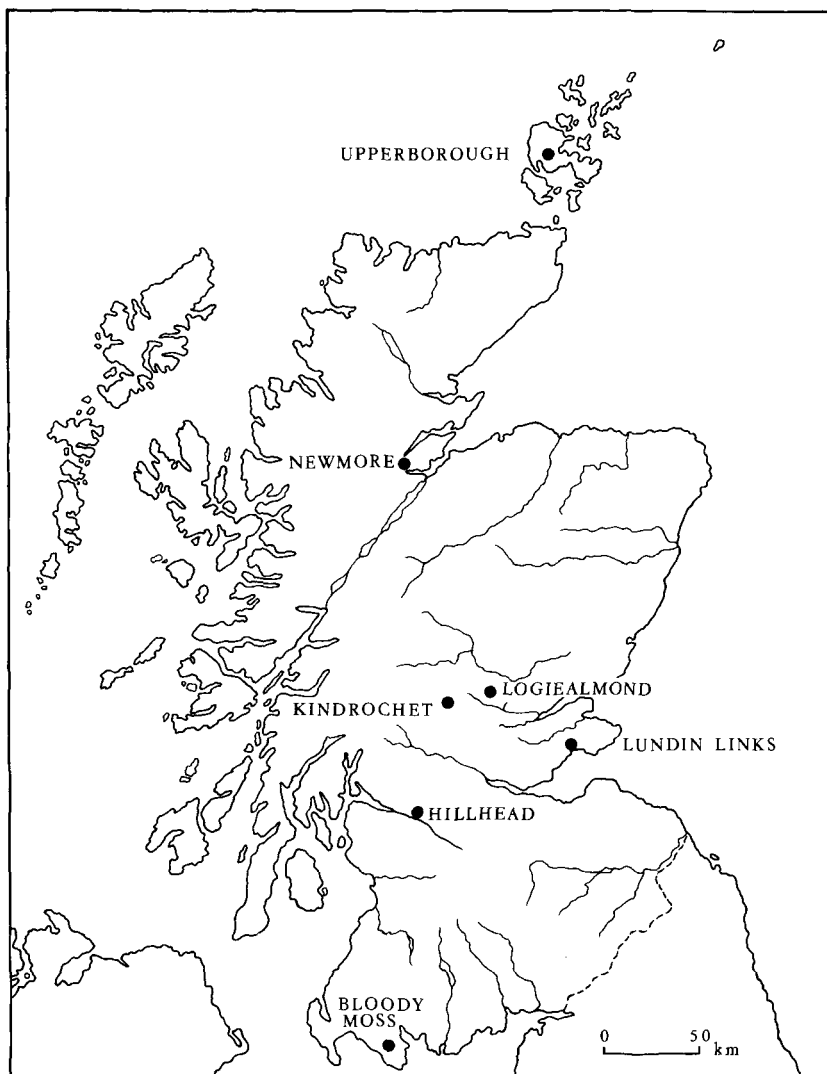 UPPERBOROUGH
NEWMORE
LOGIEALMOND
KINDROCHET
LUNDIN LINKS
HILLHEAD
BLOODY
MOSS
0 50
km